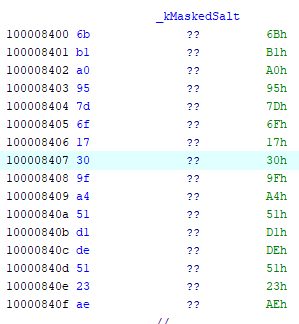 _kMaskedSalt
100008400 6b ?? 6Bh
100008401 b1 ?? B1h
100008402 a0 ?? A0h
100008403 95 ?? 95h
100008404 7d ?? 7Dh
100008405 6f ?? 6Fh
100008406 17 ?? 17h
100008407 30 ?? 30h
100008408 9f ?? 9Fh
100008409 a4 ?? A4h
10000840a 51 ?? 51h
10000840b d1 ?? D1h
10000840c de ?? DEh
10000840d 51 ?? 51h
10000840e 23 ?? 23h
10000840f ae ?? AEh
//